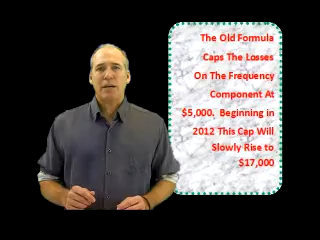 The Old Formula
Caps The Losses
On The Frequency
Component At
$5,000. Beginning in
2012 This Cap Will
Slowly Rise to
$17,000